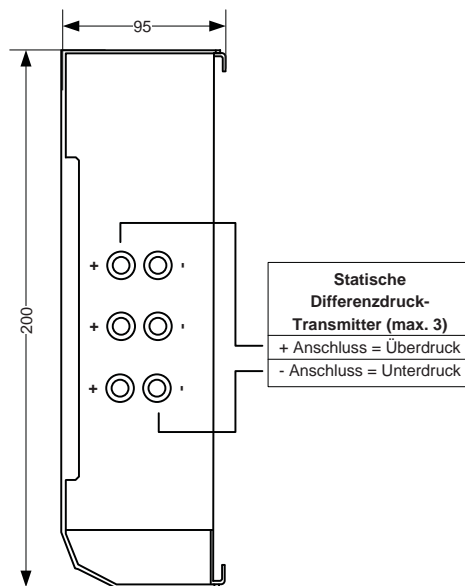 95
200
+ -
+ -
+ -
Statische
Differenzdruck-
Transmitter (max. 3)
+ Anschluss = Überdruck
- Anschluss = Unterdruck